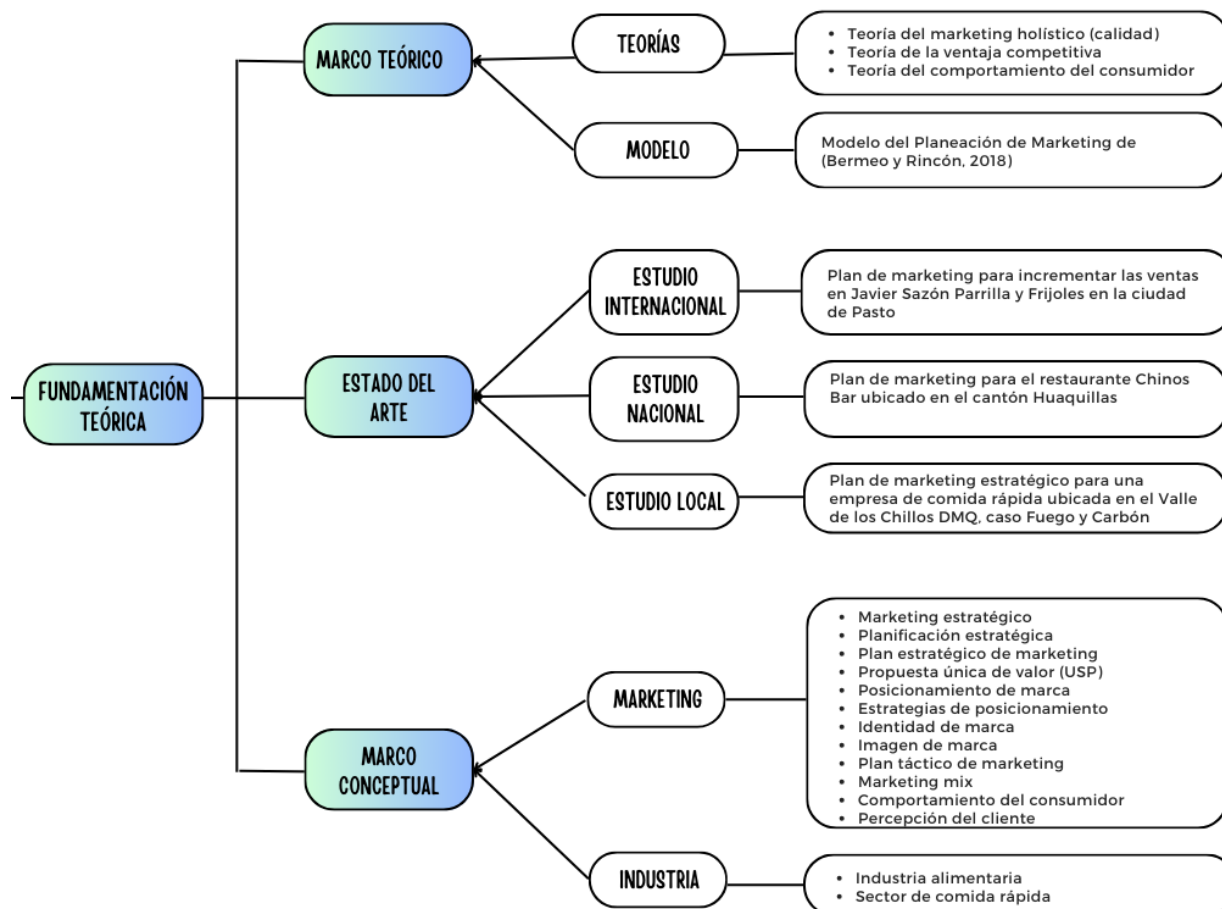 FUNDAMENTACIÓN
TEÓRICA
MARCO TEÓRICO
TEORÍAS
• Teoría del marketing holístico (calidad)
• Teoría de la ventaja competitiva
• Teoría del comportamiento del consumidor
MODELO
Modelo del Planeación de Marketing de
(Bermeo y Rincón, 2018)
ESTADO DEL
ARTE
ESTUDIO
INTERNACIONAL
Plan de marketing para incrementar las ventas
en Javier Sazón Parrilla y Frijoles en la ciudad
de Pasto
ESTUDIO
NACIONAL
Plan de marketing para el restaurante Chinos
Bar ubicado en el cantón Huaquillas
ESTUDIO LOCAL
Plan de marketing estratégico para una
empresa de comida rápida ubicada en el Valle
de los Chillos DMQ, caso Fuego y Carbón
MARCO
CONCEPTUAL
MARKETING
• Marketing estratégico
• Planificación estratégica
• Plan estratégico de marketing
• Propuesta única de valor (USP)
• Posicionamiento de marca
• Estrategias de posicionamiento
• Identidad de marca
• Imagen de marca
• Plan táctico de marketing
• Marketing mix
• Comportamiento del consumidor
• Percepción del cliente
INDUSTRIA
• Industria alimentaria
• Sector de comida rápida